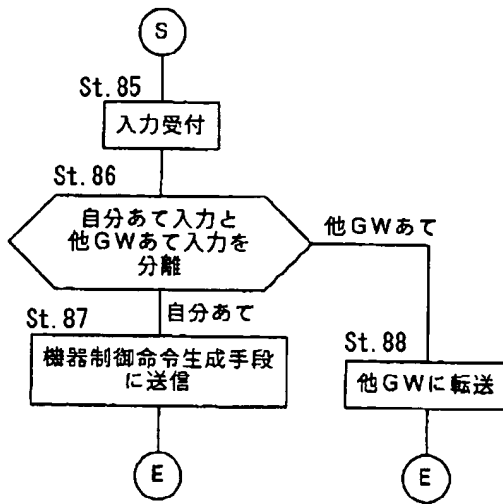 S
St.85
入力受付
St.86
自分あて入力と
他GWあて入力を
分離
他GWあて
自分あて
St.87
機器制御命令生成手段
に送信
St.88
他GWに転送
E
E